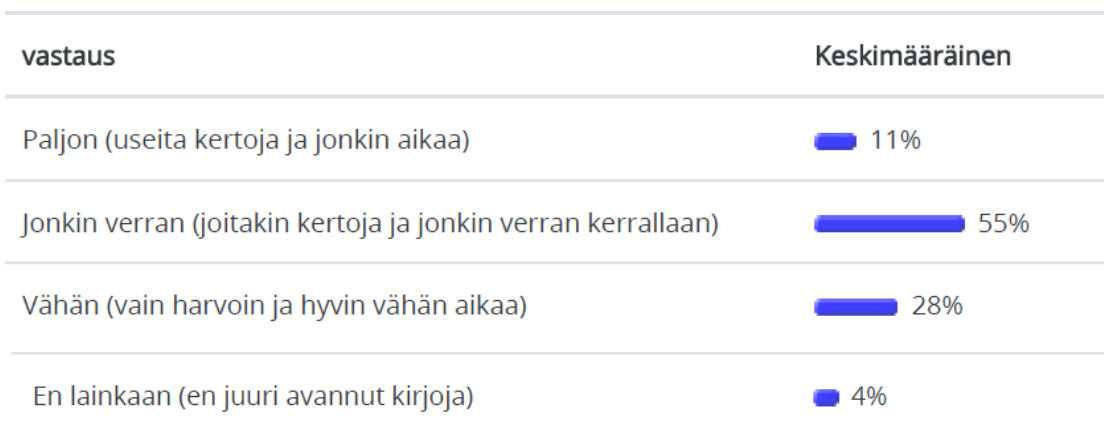 vastaus Keskimääräinen
Paljon (useita kertoja ja jonkin aikaa) 11%
Jonkin verran (joitakin kertoja ja jonkin verran kerrallaan) 55%
Vähän (vain harvoin ja hyvin vähän aikaa) 28%
En lainkaan (en juuri avannut kirjoja) 4%